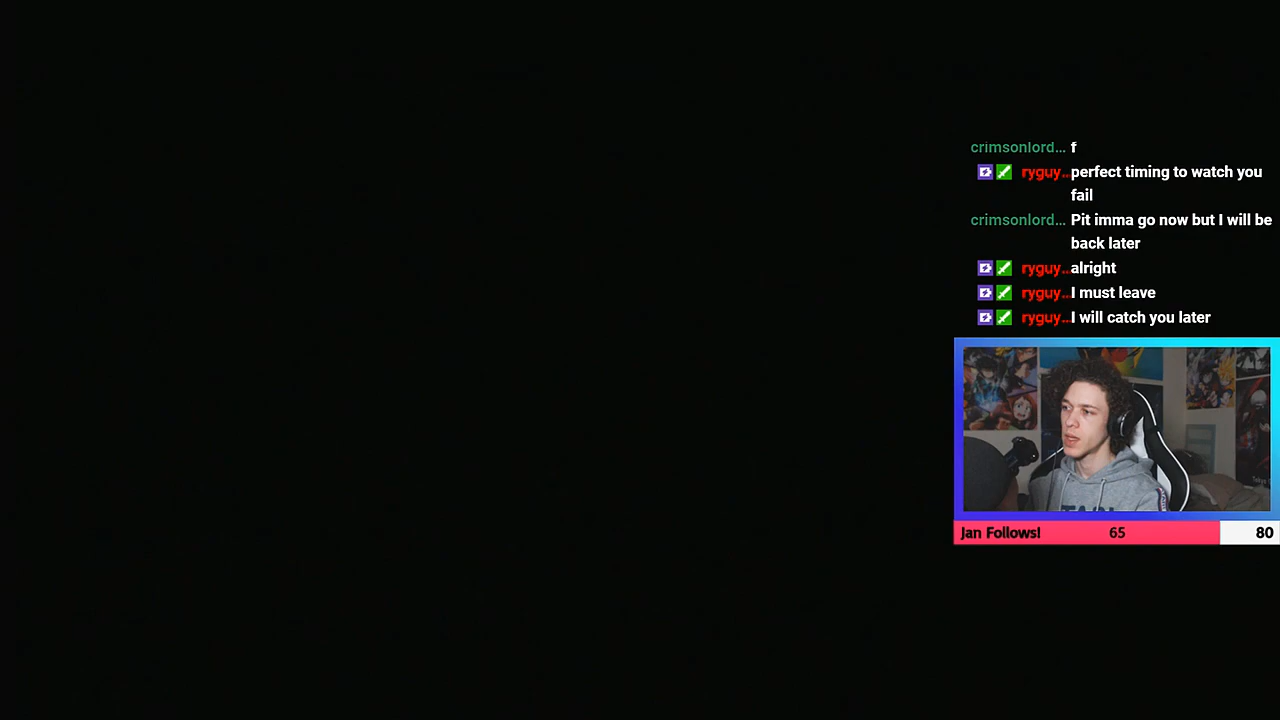 crimsonlord… f
ryguy… perfect timing to watch you
fail
crimsonlord… Pit imma go now but I will be
back later
ryguy… alright
ryguy… I must leave
ryguy… I will catch you later
Jan Follows! 65 80